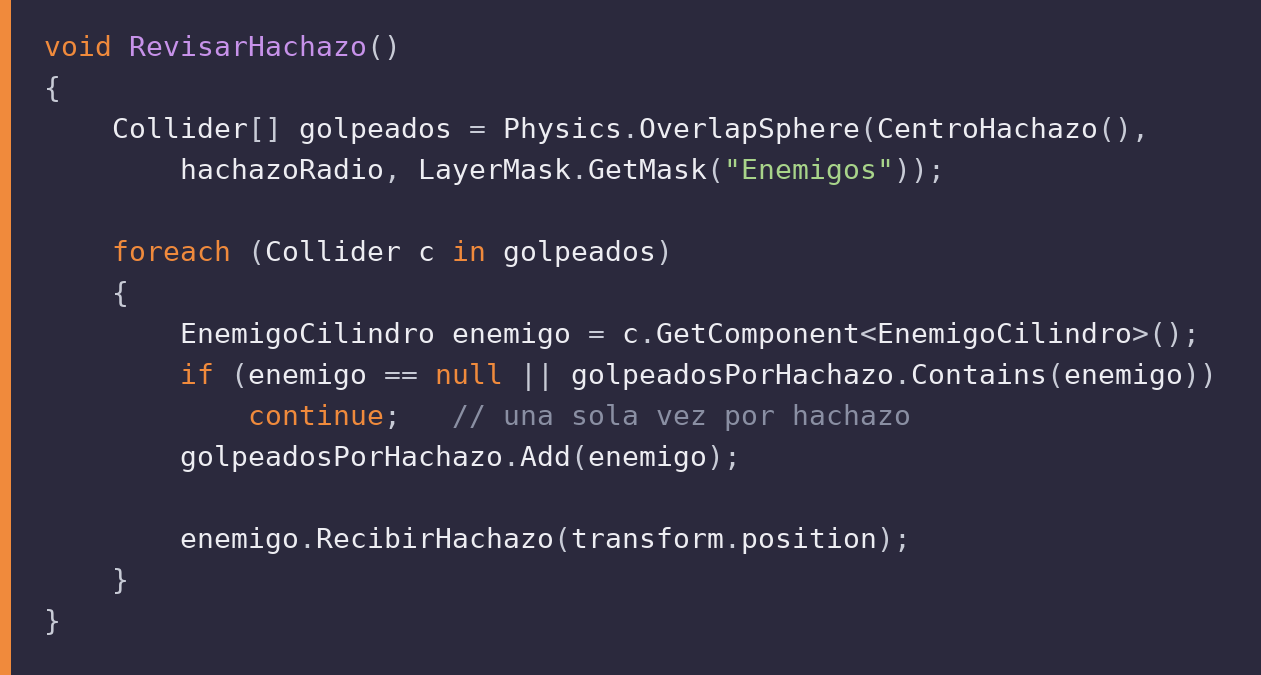 void RevisarHachazo()
{
    Collider[] golpeados = Physics.OverlapSphere(CentroHachazo(),
        hachazoRadio, LayerMask.GetMask("Enemigos"));

    foreach (Collider c in golpeados)
    {
        EnemigoCilindro enemigo = c.GetComponent<EnemigoCilindro>();
        if (enemigo == null || golpeadosPorHachazo.Contains(enemigo))
            continue;   // una sola vez por hachazo
        golpeadosPorHachazo.Add(enemigo);

        enemigo.RecibirHachazo(transform.position);
    }
}